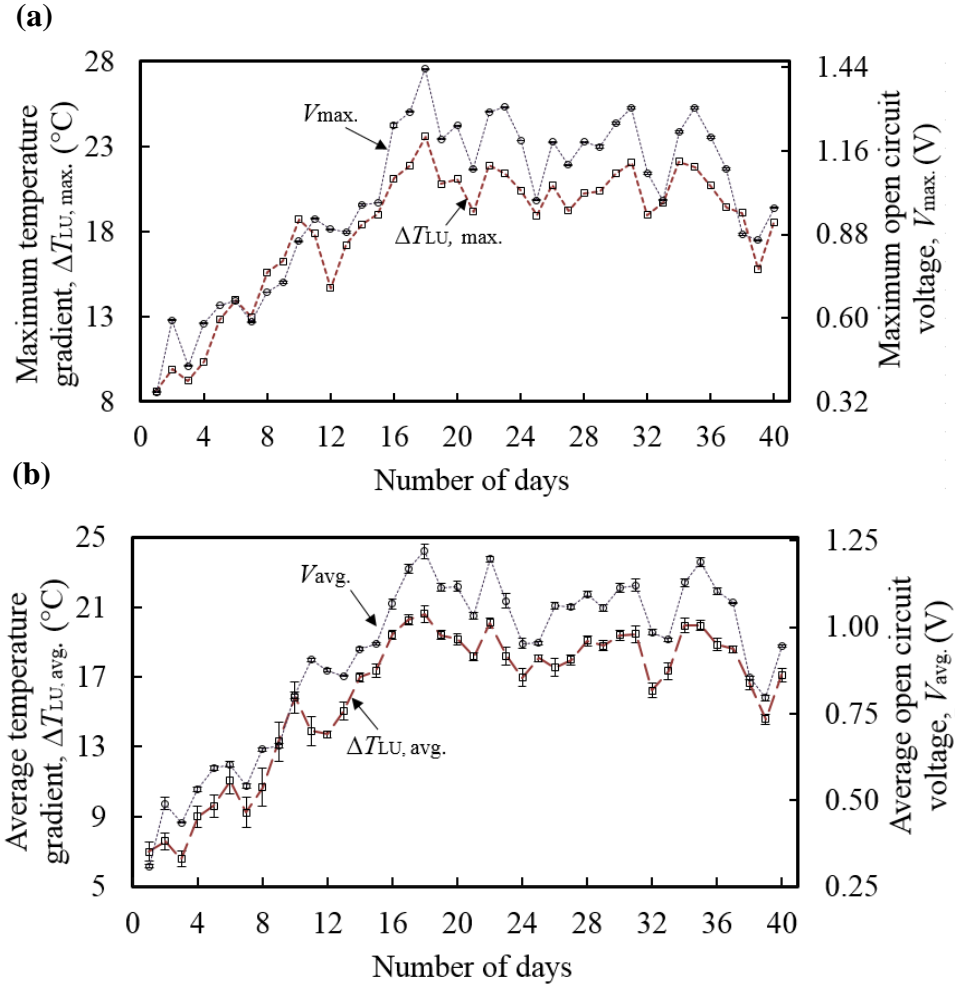 (a)
Maximum temperature
gradient, ΔTLU, max. (°C)
28
23
18
13
8
Vmax.
ΔTLU, max.
1.44
1.16
0.88
0.60
0.32
Maximum open circuit
voltage, Vmax. (V)
0 4 8 12 16 20 24 28 32 36 40
Number of days
(b)
Average temperature
gradient, ΔTLU, avg. (°C)
25
21
17
13
9
5
Vavg.
ΔTLU, avg.
1.25
1.00
0.75
0.50
0.25
Average open circuit
voltage, Vavg. (V)
0 4 8 12 16 20 24 28 32 36 40
Number of days